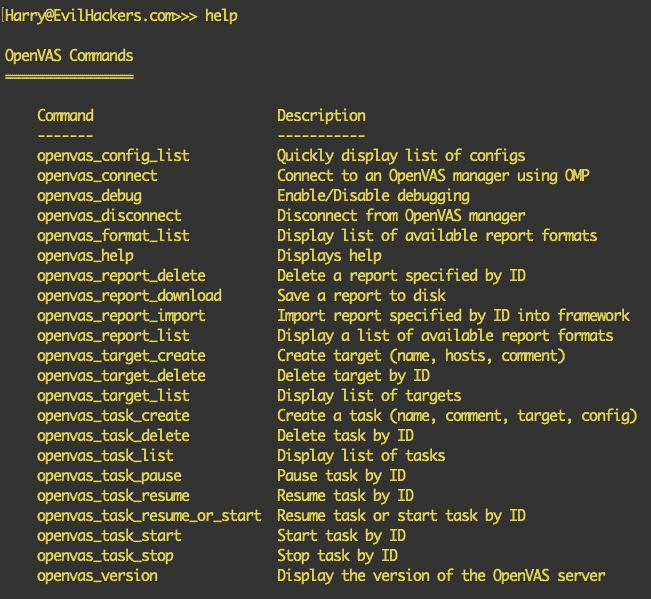 [Harry@EvilHackers.com>>> help
OpenVAS Commands
================
Command Description
------- -----------
openvas_config_list Quickly display list of configs
openvas_connect Connect to an OpenVAS manager using OMP
openvas_debug Enable/Disable debugging
openvas_disconnect Disconnect from OpenVAS manager
openvas_format_list Display list of available report formats
openvas_help Displays help
openvas_report_delete Delete a report specified by ID
openvas_report_download Save a report to disk
openvas_report_import Import report specified by ID into framework
openvas_report_list Display a list of available report formats
openvas_target_create Create target (name, hosts, comment)
openvas_target_delete Delete target by ID
openvas_target_list Display list of targets
openvas_task_create Create a task (name, comment, target, config)
openvas_task_delete Delete task by ID
openvas_task_list Display list of tasks
openvas_task_pause Pause task by ID
openvas_task_resume Resume task by ID
openvas_task_resume_or_start Resume task or start task by ID
openvas_task_start Start task by ID
openvas_task_stop Stop task by ID
openvas_version Display the version of the OpenVAS server